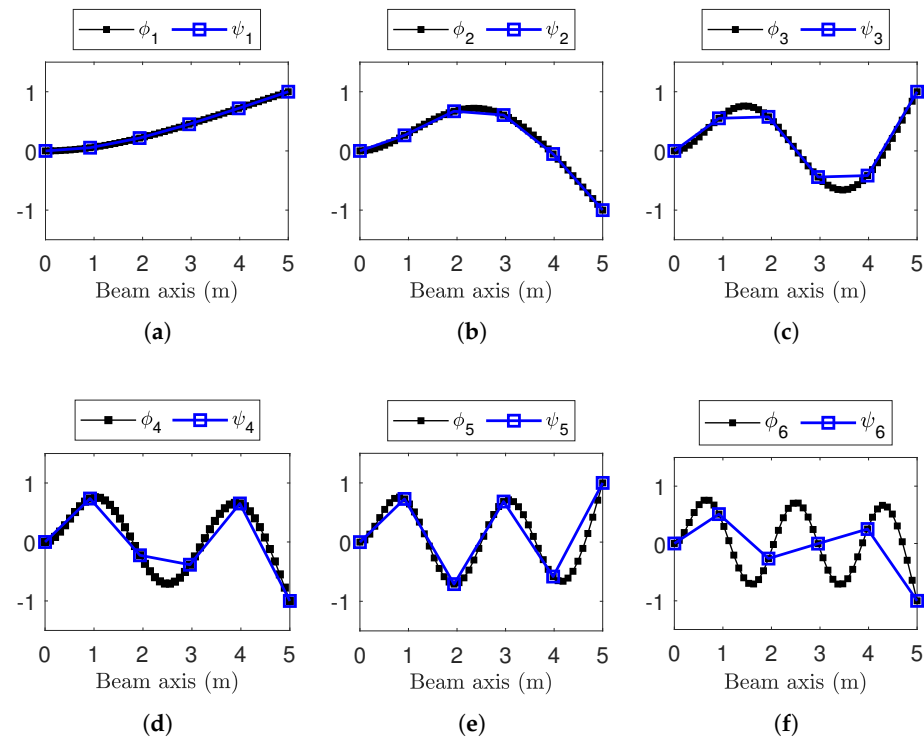 ϕ1 ψ1
1
0
-1
0 1 2 3 4 5
Beam axis (m)
(a)
ϕ2 ψ2
1
0
-1
0 1 2 3 4 5
Beam axis (m)
(b)
ϕ3 ψ3
1
0
-1
0 1 2 3 4 5
Beam axis (m)
(c)
ϕ4 ψ4
1
0
-1
0 1 2 3 4 5
Beam axis (m)
(d)
ϕ5 ψ5
1
0
-1
0 1 2 3 4 5
Beam axis (m)
(e)
ϕ6 ψ6
1
0
-1
0 1 2 3 4 5
Beam axis (m)
(f)